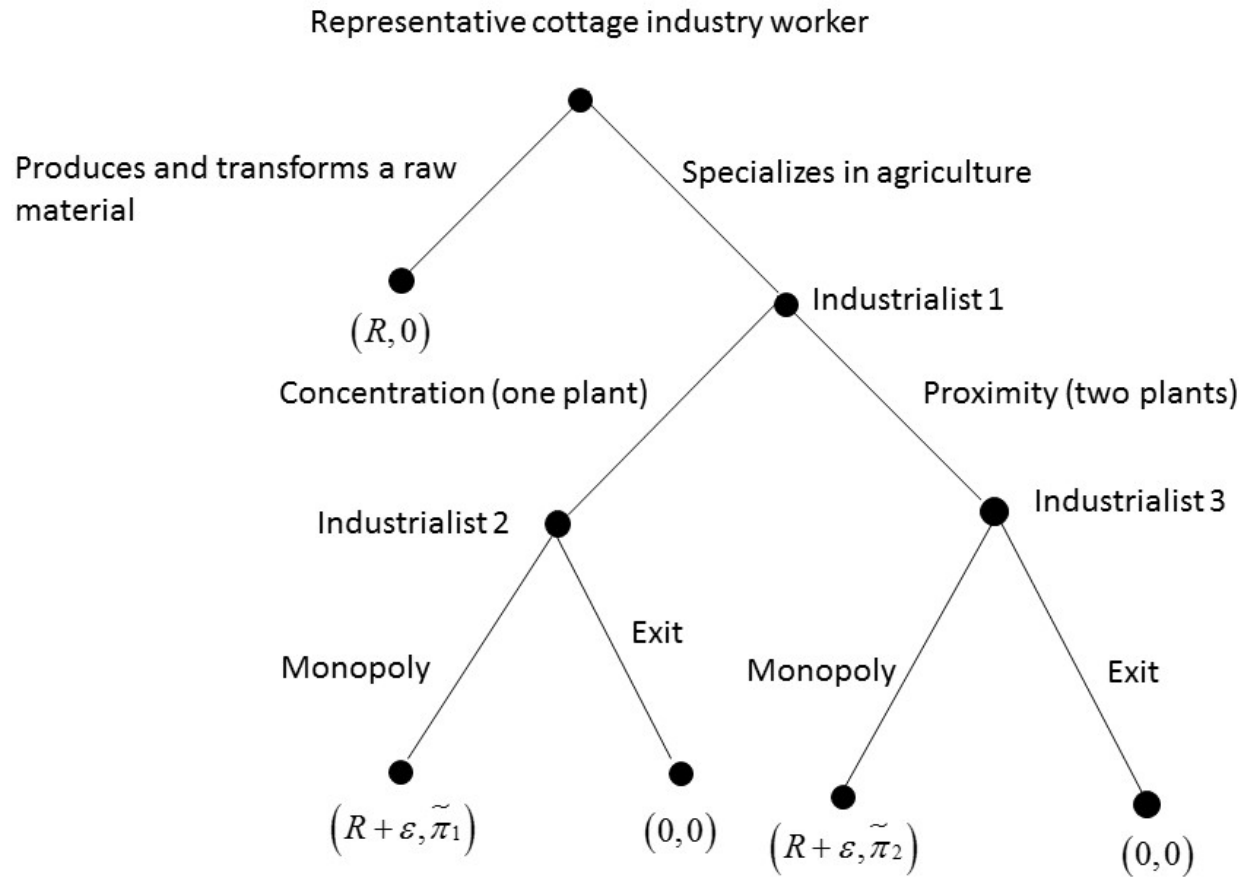 Representative cottage industry worker
Produces and transforms a raw
material
Specializes in agriculture
(R, 0)
Industrialist 1
Concentration (one plant)
Proximity (two plants)
Industrialist 2
Industrialist 3
Monopoly
Exit
Monopoly
Exit
(R + ε, π̃₁)
(0,0)
(R + ε, π̃₂)
(0,0)